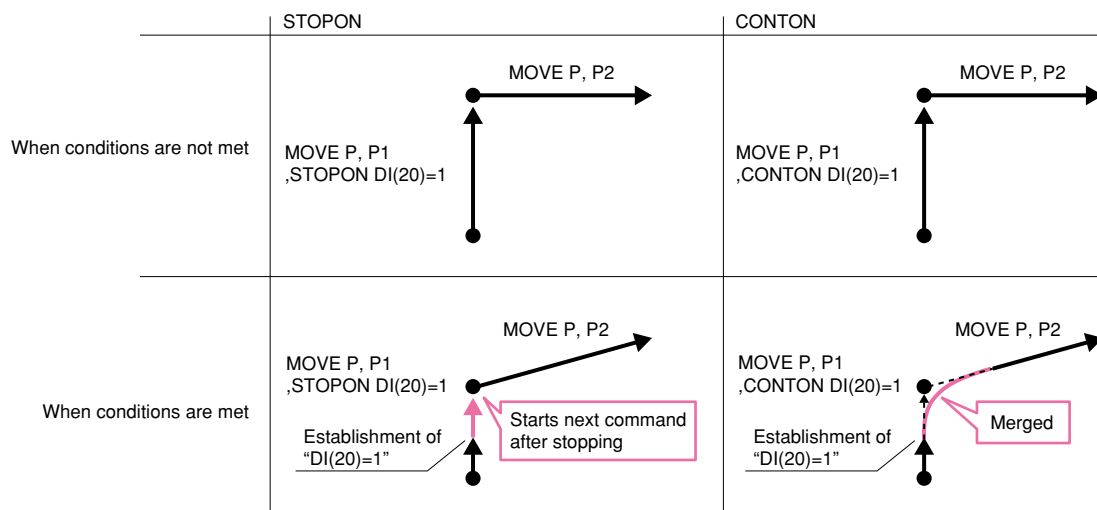 STOPON
CONTON
When conditions are not met
MOVE P, P2
MOVE P, P1
,STOPON DI(20)=1
MOVE P, P2
MOVE P, P1
,CONTON DI(20)=1
When conditions are met
MOVE P, P2
MOVE P, P1
,STOPON DI(20)=1
Starts next command
after stopping
Establishment of
“DI(20)=1”
MOVE P, P2
MOVE P, P1
,CONTON DI(20)=1
Merged
Establishment of
“DI(20)=1”